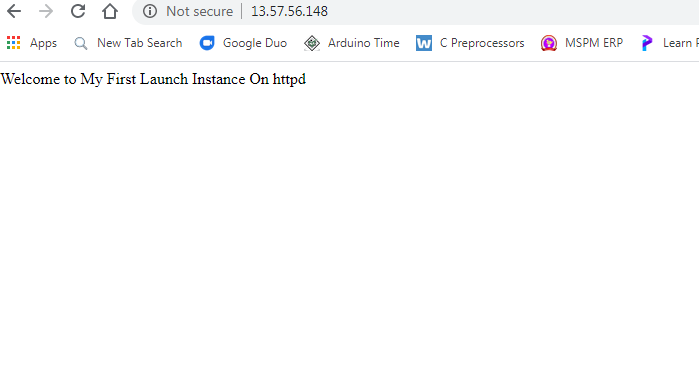 Not secure 13.57.56.148
Apps New Tab Search Google Duo Arduino Time W C Preprocessors MSPM ERP Learn
Welcome to My First Launch Instance On httpd